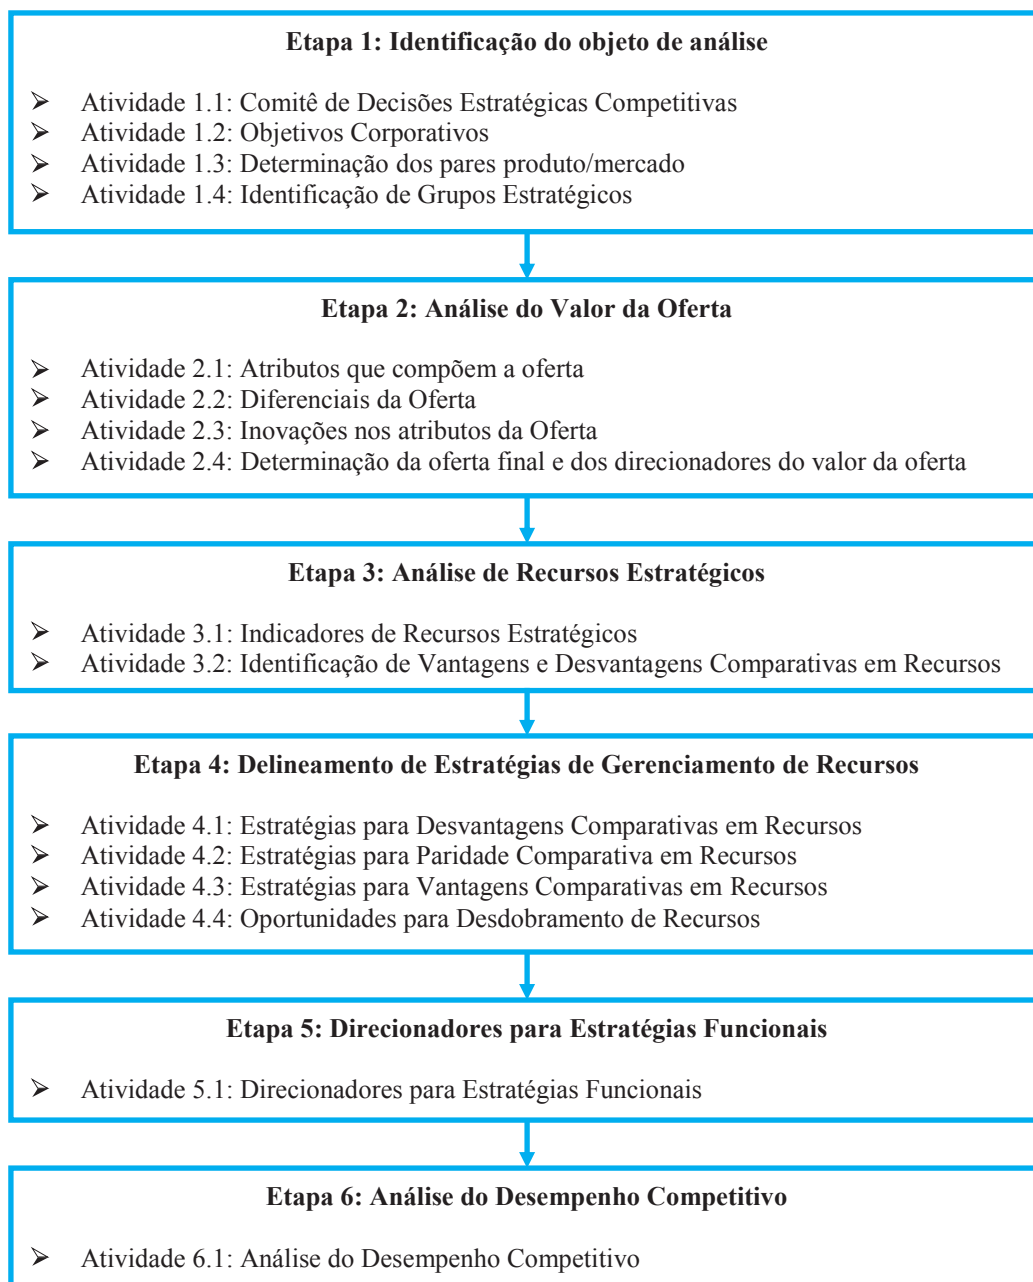 Etapa 1: Identificação do objeto de análise
➢ Atividade 1.1: Comitê de Decisões Estratégicas Competitivas
➢ Atividade 1.2: Objetivos Corporativos
➢ Atividade 1.3: Determinação dos pares produto/mercado
➢ Atividade 1.4: Identificação de Grupos Estratégicos
Etapa 2: Análise do Valor da Oferta
➢ Atividade 2.1: Atributos que compõem a oferta
➢ Atividade 2.2: Diferenciais da Oferta
➢ Atividade 2.3: Inovações nos atributos da Oferta
➢ Atividade 2.4: Determinação da oferta final e dos direcionadores do valor da oferta
Etapa 3: Análise de Recursos Estratégicos
➢ Atividade 3.1: Indicadores de Recursos Estratégicos
➢ Atividade 3.2: Identificação de Vantagens e Desvantagens Comparativas em Recursos
Etapa 4: Delineamento de Estratégias de Gerenciamento de Recursos
➢ Atividade 4.1: Estratégias para Desvantagens Comparativas em Recursos
➢ Atividade 4.2: Estratégias para Paridade Comparativa em Recursos
➢ Atividade 4.3: Estratégias para Vantagens Comparativas em Recursos
➢ Atividade 4.4: Oportunidades para Desdobramento de Recursos
Etapa 5: Direcionadores para Estratégias Funcionais
➢ Atividade 5.1: Direcionadores para Estratégias Funcionais
Etapa 6: Análise do Desempenho Competitivo
➢ Atividade 6.1: Análise do Desempenho Competitivo